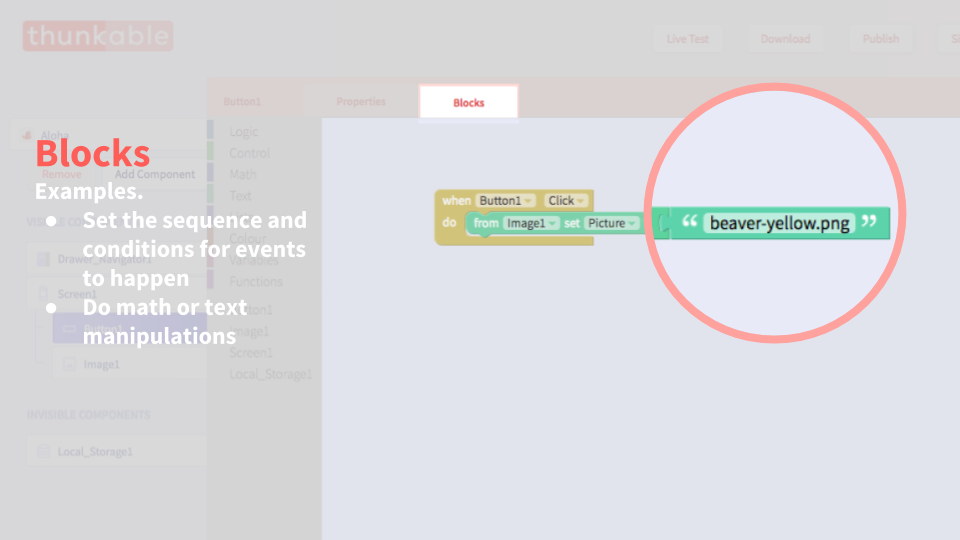 thunkable
Live Test Download Publish
Button1 Properties Blocks
Aloha
Blocks
Remove Add Component
Examples.
● Set the sequence and
conditions for events
to happen
● Do math or text
manipulations
Drawer_Navigator1
Screen1
Button1
Image1
INVISIBLE COMPONENTS
Local_Storage1
Logic
Control
Math
Text
Colour
Variables
Functions
Image1
Screen1
Local_Storage1
when Button1 Click
do from Image1 set Picture
“ beaver-yellow.png ”